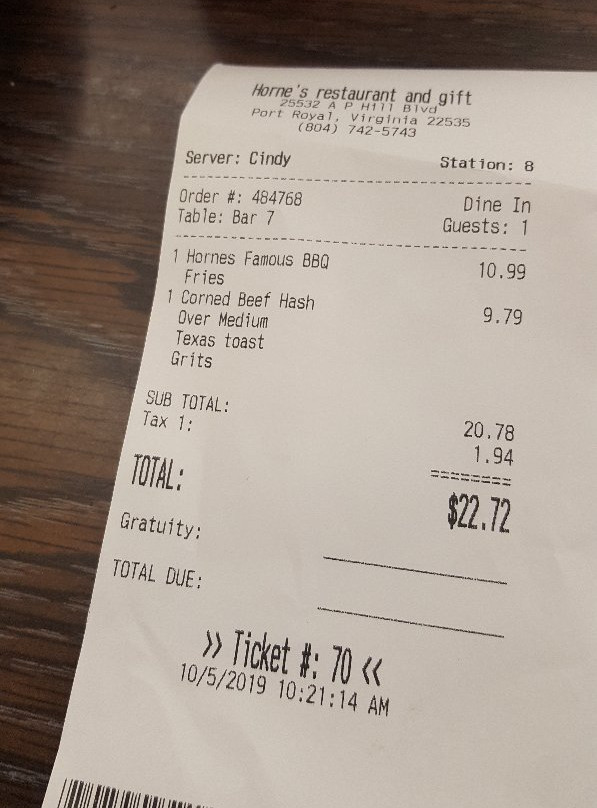 Horne's restaurant and gift
25532 A P Hill Blvd
Port Royal, Virginia 22535
(804) 742-5743
Server: Cindy Station: 8
Order #: 484768 Dine In
Table: Bar 7 Guests: 1
1 Hornes Famous BBQ 10.99
Fries
1 Corned Beef Hash 9.79
Over Medium
Texas toast
Grits
SUB TOTAL: 20.78
Tax 1: 1.94
========
TOTAL: $22.72
Gratuity:
TOTAL DUE:
>> Ticket #: 70 <<
10/5/2019 10:21:14 AM